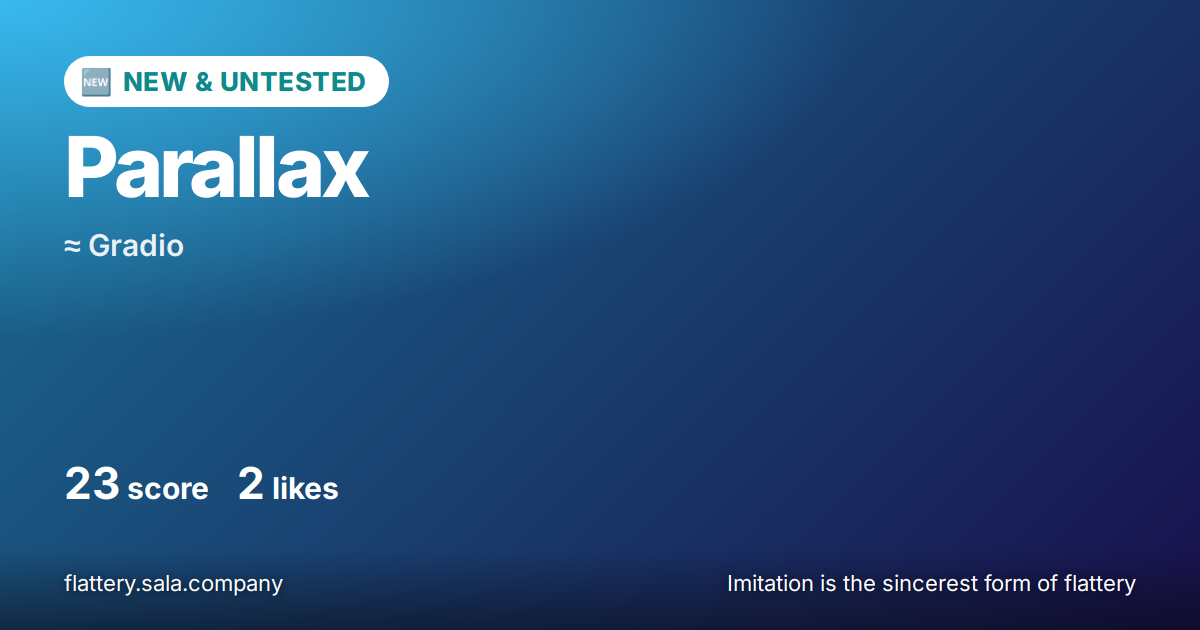 🆕 NEW & UNTESTED
Parallax
≈ Gradio
23 score 2 likes
flattery.sala.company
Imitation is the sincerest form of flattery